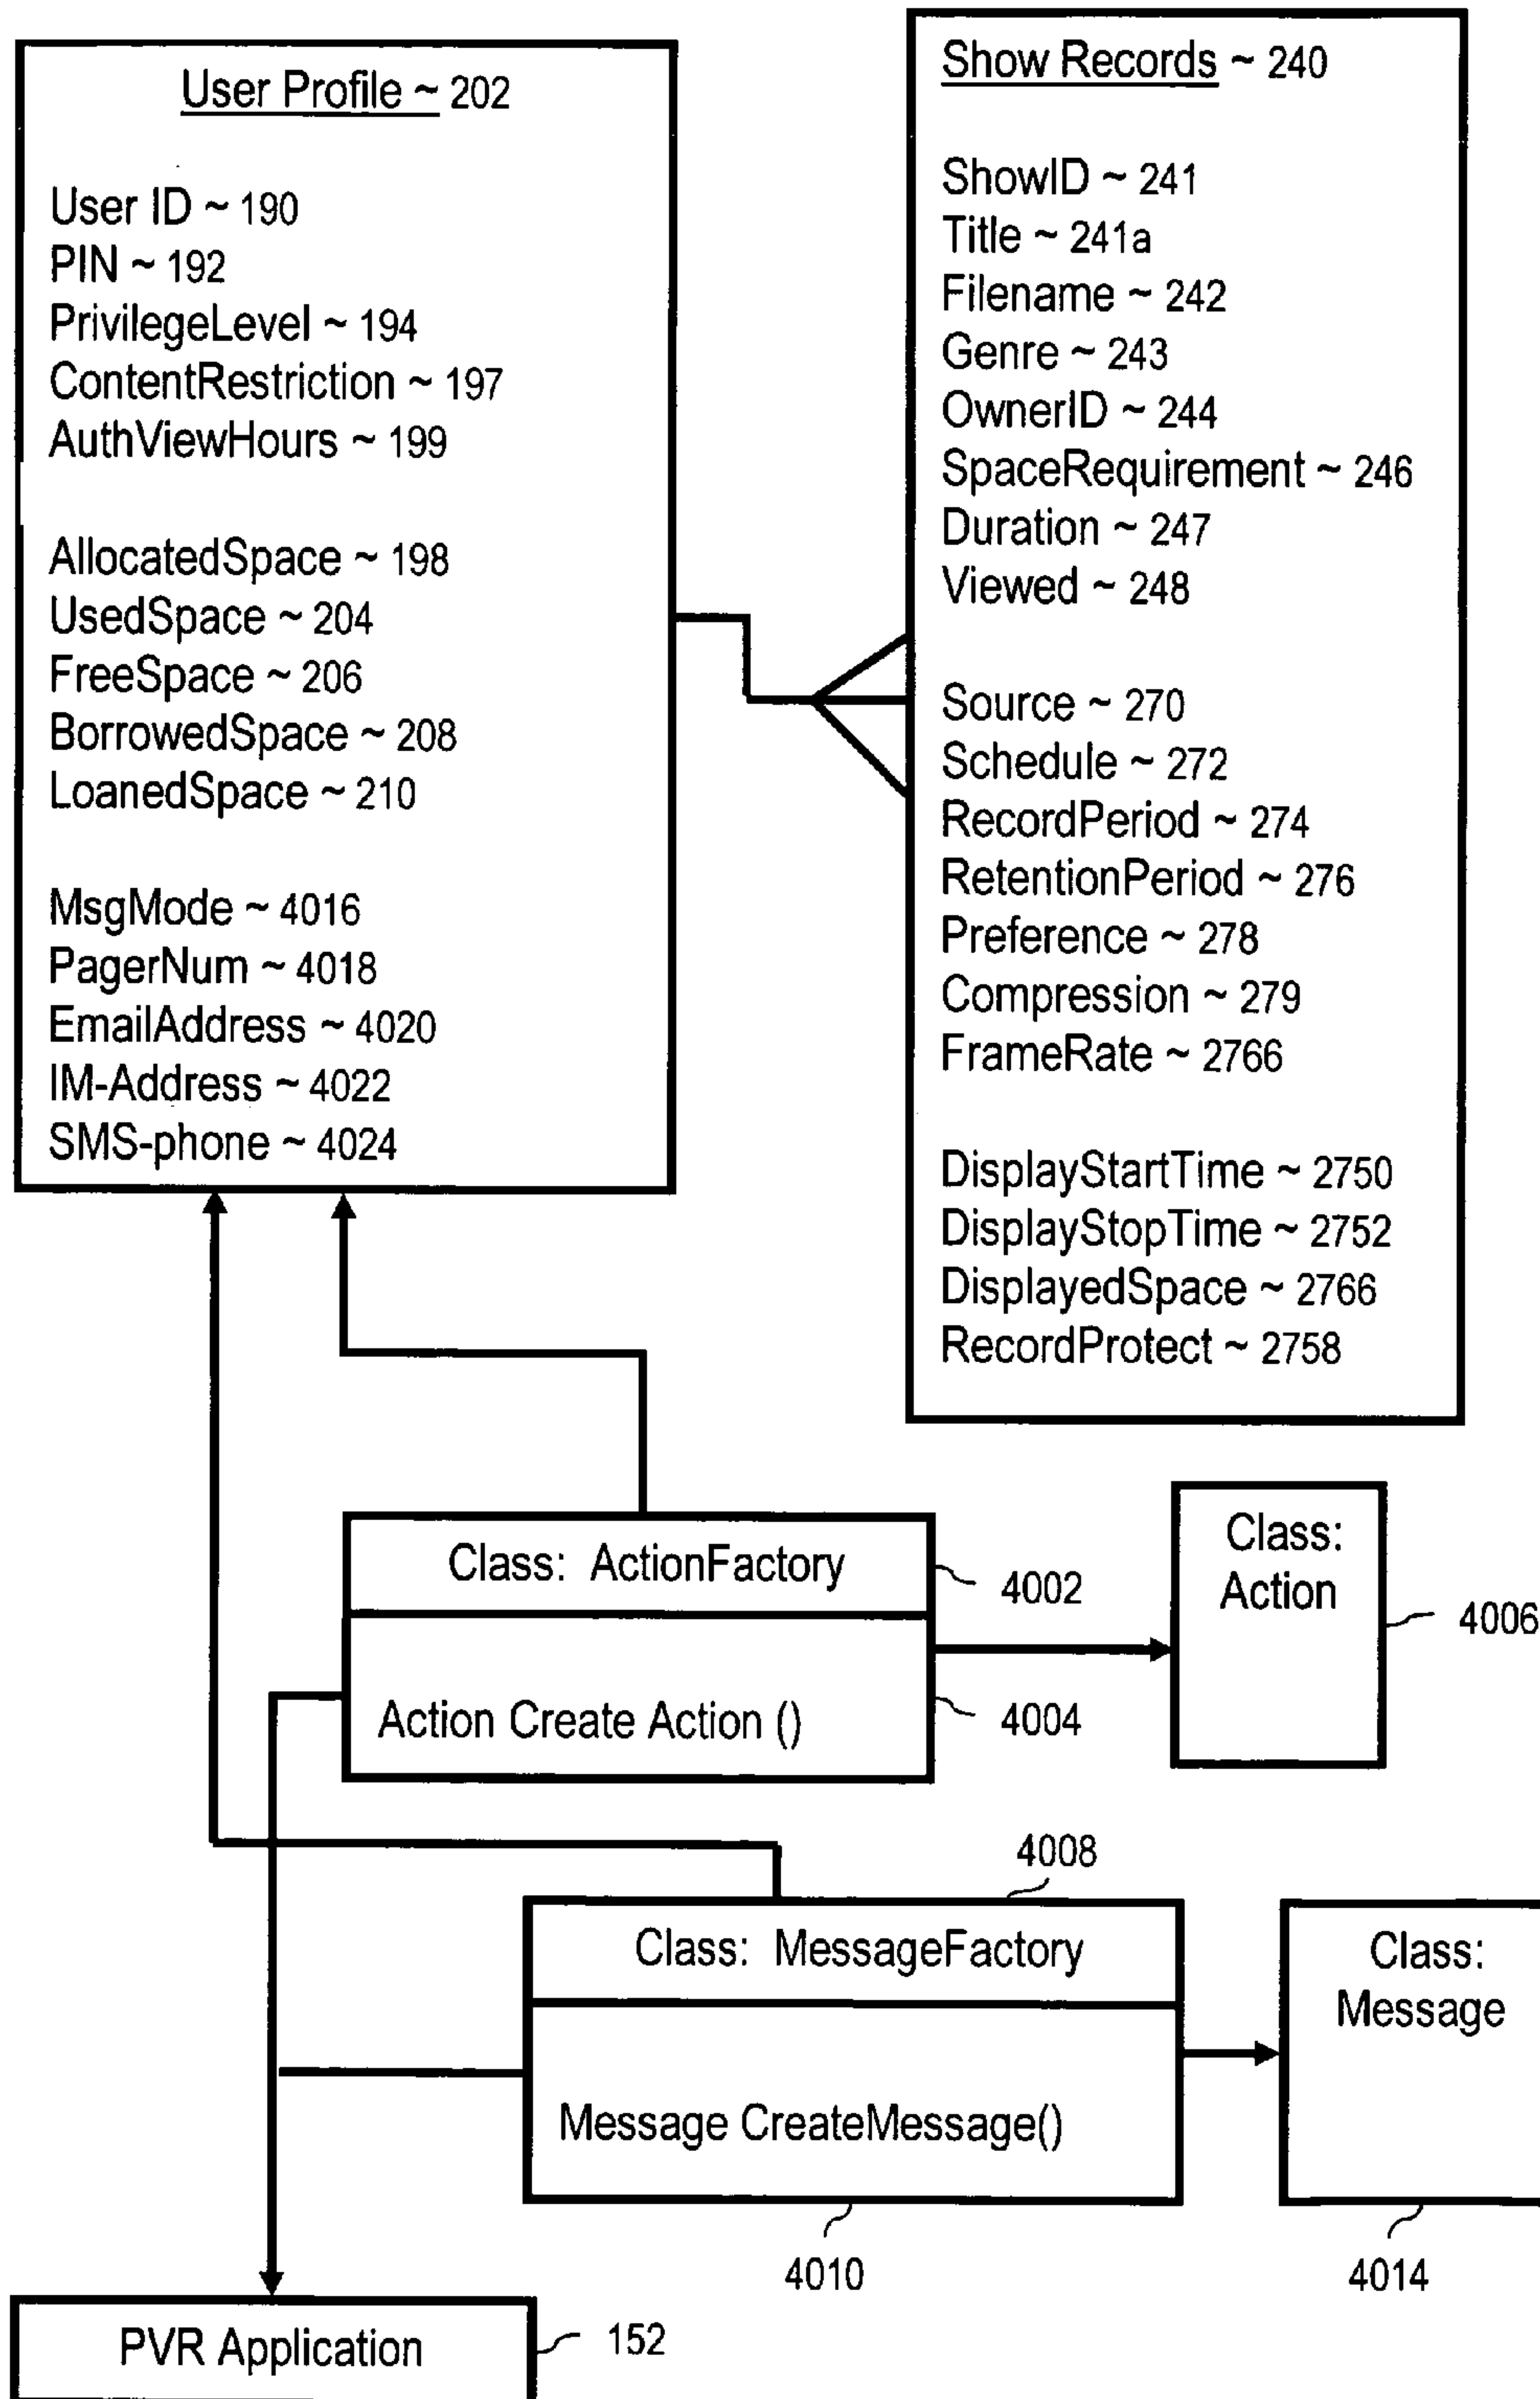 User Profile ~ 202
User ID ~ 190
PIN ~ 192
PrivilegeLevel ~ 194
ContentRestriction ~ 197
AuthViewHours ~ 199
AllocatedSpace ~ 198
UsedSpace ~ 204
FreeSpace ~ 206
BorrowedSpace ~ 208
LoanedSpace ~ 210
MsgMode ~ 4016
PagerNum ~ 4018
EmailAddress ~ 4020
IM-Address ~ 4022
SMS-phone ~ 4024
Show Records ~ 240
ShowID ~ 241
Title ~ 241a
Filename ~ 242
Genre ~ 243
OwnerID ~ 244
SpaceRequirement ~ 246
Duration ~ 247
Viewed ~ 248
Source ~ 270
Schedule ~ 272
RecordPeriod ~ 274
RetentionPeriod ~ 276
Preference ~ 278
Compression ~ 279
FrameRate ~ 2766
DisplayStartTime ~ 2750
DisplayStopTime ~ 2752
DisplayedSpace ~ 2766
RecordProtect ~ 2758
Class: ActionFactory
4002
Action Create Action ()
4004
Class:
Action
4006
4008
Class: MessageFactory
Message CreateMessage()
4010
Class:
Message
4014
PVR Application
152